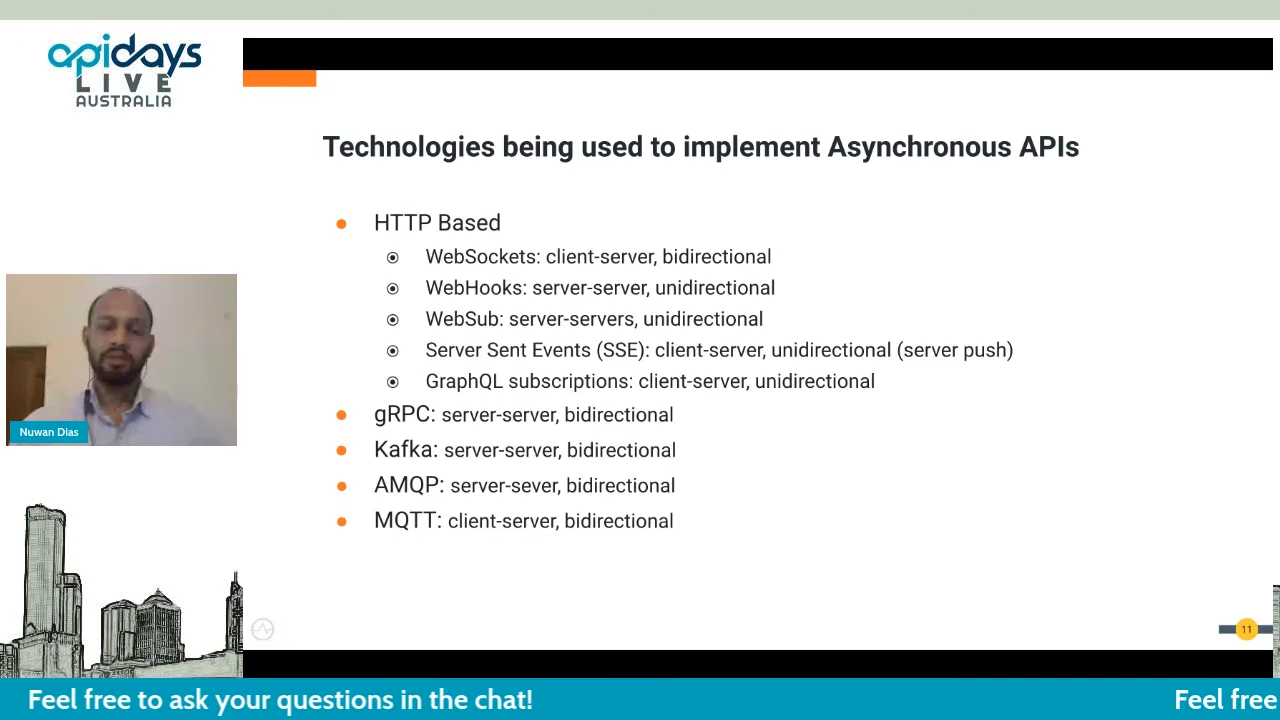 apidays
LIVE
AUSTRALIA
Technologies being used to implement Asynchronous APIs
HTTP Based
WebSockets: client-server, bidirectional
WebHooks: server-server, unidirectional
WebSub: server-servers, unidirectional
Server Sent Events (SSE): client-server, unidirectional (server push)
GraphQL subscriptions: client-server, unidirectional
gRPC: server-server, bidirectional
Kafka: server-server, bidirectional
AMQP: server-sever, bidirectional
MQTT: client-server, bidirectional
Nuwan Dias
11
Feel free to ask your questions in the chat!
Feel free